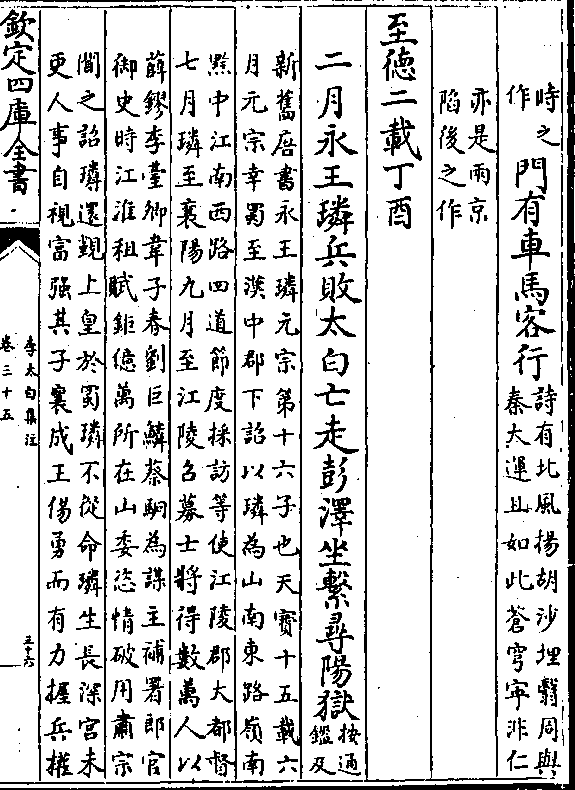 時之
作
門有車馬客行
詩有北風揚胡沙埋翳周與
秦大運且如此蒼穹寜非仁
亦是兩京
陷後之作
至徳二載丁酉
二月永王璘兵敗太白亡走彭澤坐繫尋陽獄
按通
鑑及
新舊唐書永王璘元宗第十六子也天寳十五載六
月元宗幸蜀至漢中郡下詔以璘為山南東路嶺南
黔中江南西路四道節度採訪等使江陵郡大都督
七月璘至襄陽九月至江陵召募士將得數萬人以
薛鏐李臺卿韋子春劉巨鱗蔡駉為謀主補署郎官
御史時江淮租賦鉅億萬所在山委恣情破用肅宗
聞之詔璘還覲上皇於蜀璘不從命璘生長深宮未
更人事自視富强其子襄成王偒勇而有力握兵權
欽定四庫全書
李太白集注
卷三十五
三十六